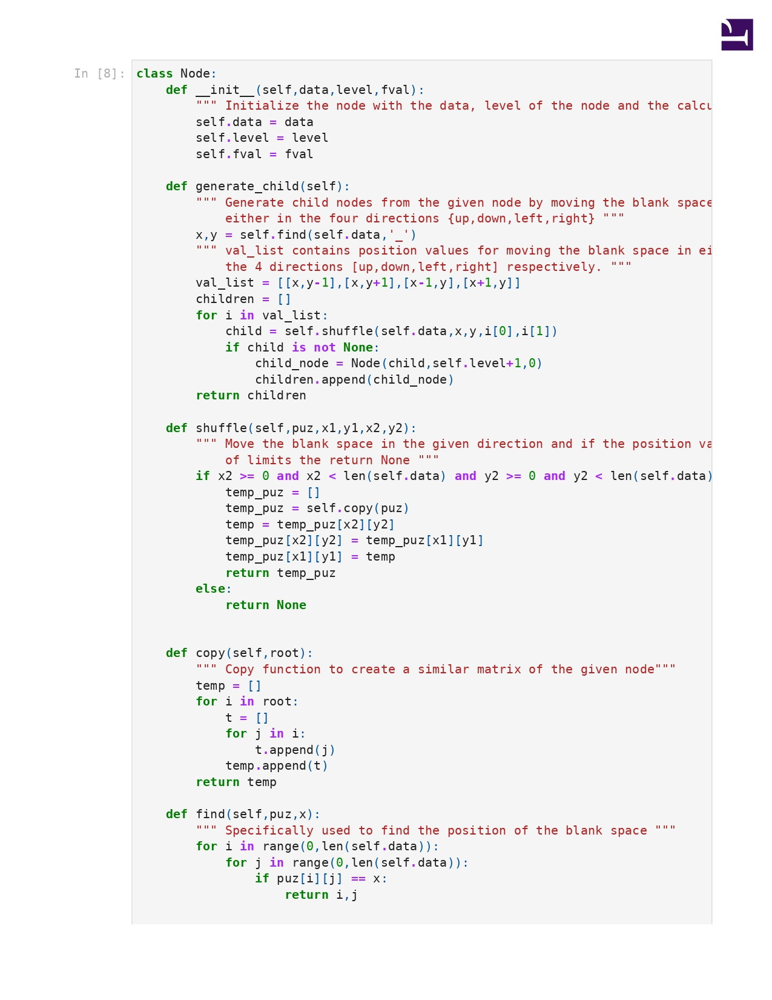 In [8]: class Node:
    def __init__(self,data,level,fval):
        """ Initialize the node with the data, level of the node and the calcu
        self.data = data
        self.level = level
        self.fval = fval

    def generate_child(self):
        """ Generate child nodes from the given node by moving the blank space
            either in the four directions {up,down,left,right} """
        x,y = self.find(self.data,'_')
        """ val_list contains position values for moving the blank space in ei
            the 4 directions [up,down,left,right] respectively. """
        val_list = [[x,y-1],[x,y+1],[x-1,y],[x+1,y]]
        children = []
        for i in val_list:
            child = self.shuffle(self.data,x,y,i[0],i[1])
            if child is not None:
                child_node = Node(child,self.level+1,0)
                children.append(child_node)
        return children

    def shuffle(self,puz,x1,y1,x2,y2):
        """ Move the blank space in the given direction and if the position va
            of limits the return None """
        if x2 >= 0 and x2 < len(self.data) and y2 >= 0 and y2 < len(self.data)
            temp_puz = []
            temp_puz = self.copy(puz)
            temp = temp_puz[x2][y2]
            temp_puz[x2][y2] = temp_puz[x1][y1]
            temp_puz[x1][y1] = temp
            return temp_puz
        else:
            return None


    def copy(self,root):
        """ Copy function to create a similar matrix of the given node"""
        temp = []
        for i in root:
            t = []
            for j in i:
                t.append(j)
            temp.append(t)
        return temp

    def find(self,puz,x):
        """ Specifically used to find the position of the blank space """
        for i in range(0,len(self.data)):
            for j in range(0,len(self.data)):
                if puz[i][j] == x:
                    return i,j